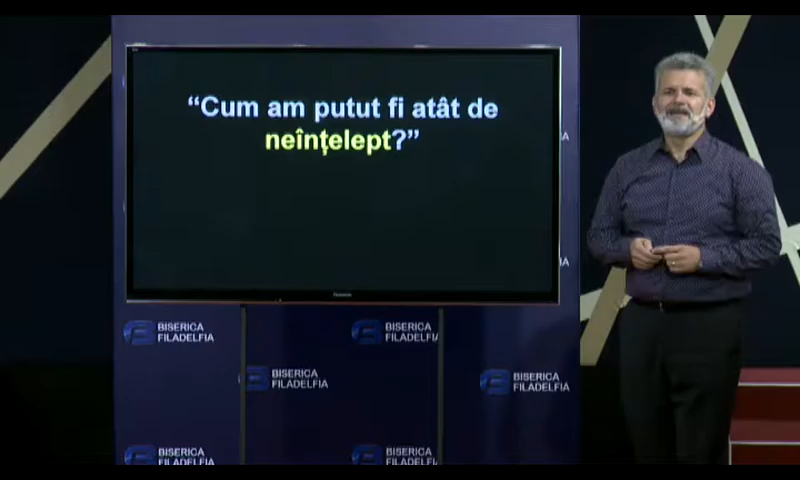 “Cum am putut fi atât de
neînțelept?”
Panasonic
BISERICA
FILADELFIA
BISERICA
FILADELFIA
BISERICA
FILADELFIA
BISERICA
FILADELFIA
BISERICA
FILADELFIA
BISERICA
FILADELFIA